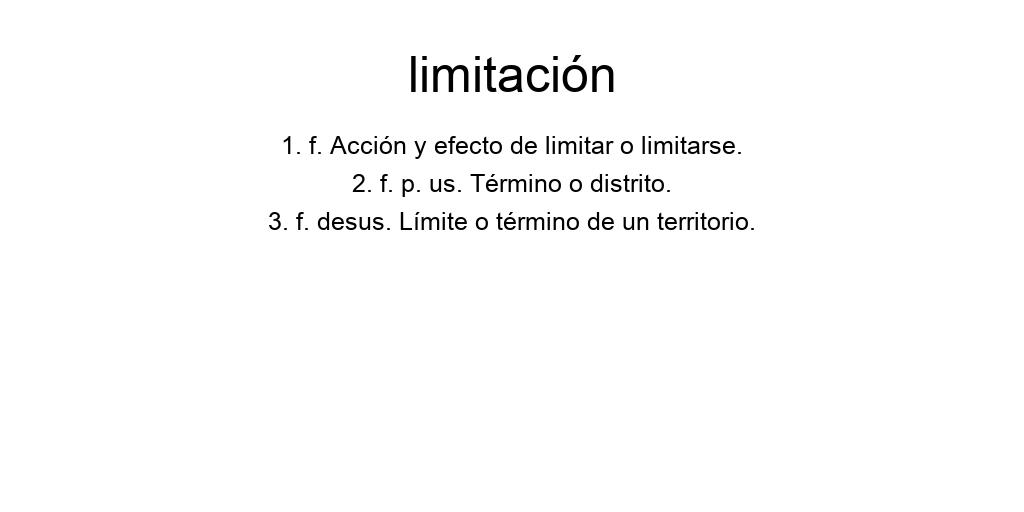 limitación
1. f. Acción y efecto de limitar o limitarse.
2. f. p. us. Término o distrito.
3. f. desus. Límite o término de un territorio.